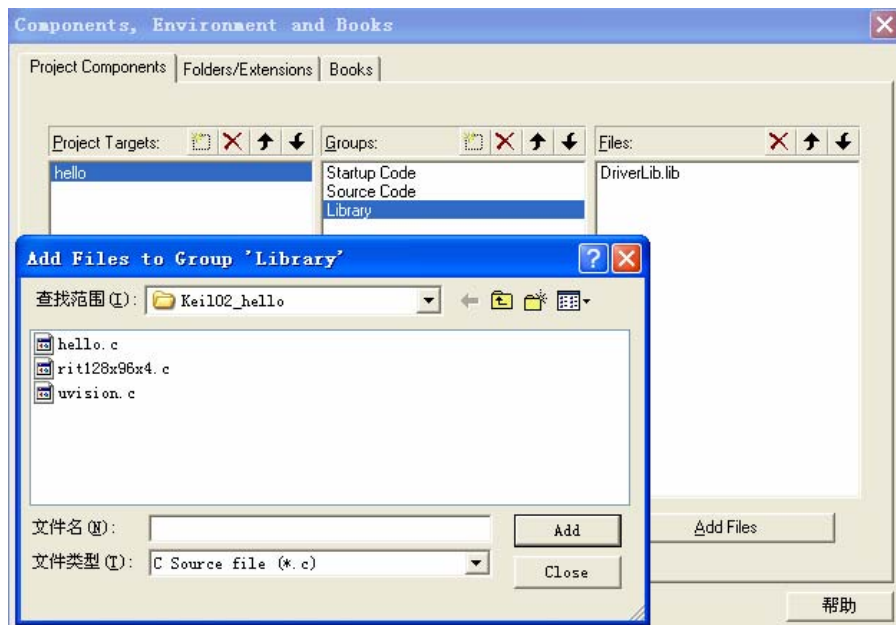 Components, Environment and Books
Project Components Folders/Extensions Books
Project Targets: Groups: Files:
hello Startup Code DriverLib.lib
Source Code
Library
Add Files to Group 'Library'
查找范围(I): Keil02_hello
hello.c
rit128x96x4.c
uvision.c
文件名(N): Add Add Files
文件类型(T): C Source file (*.c) Close
帮助